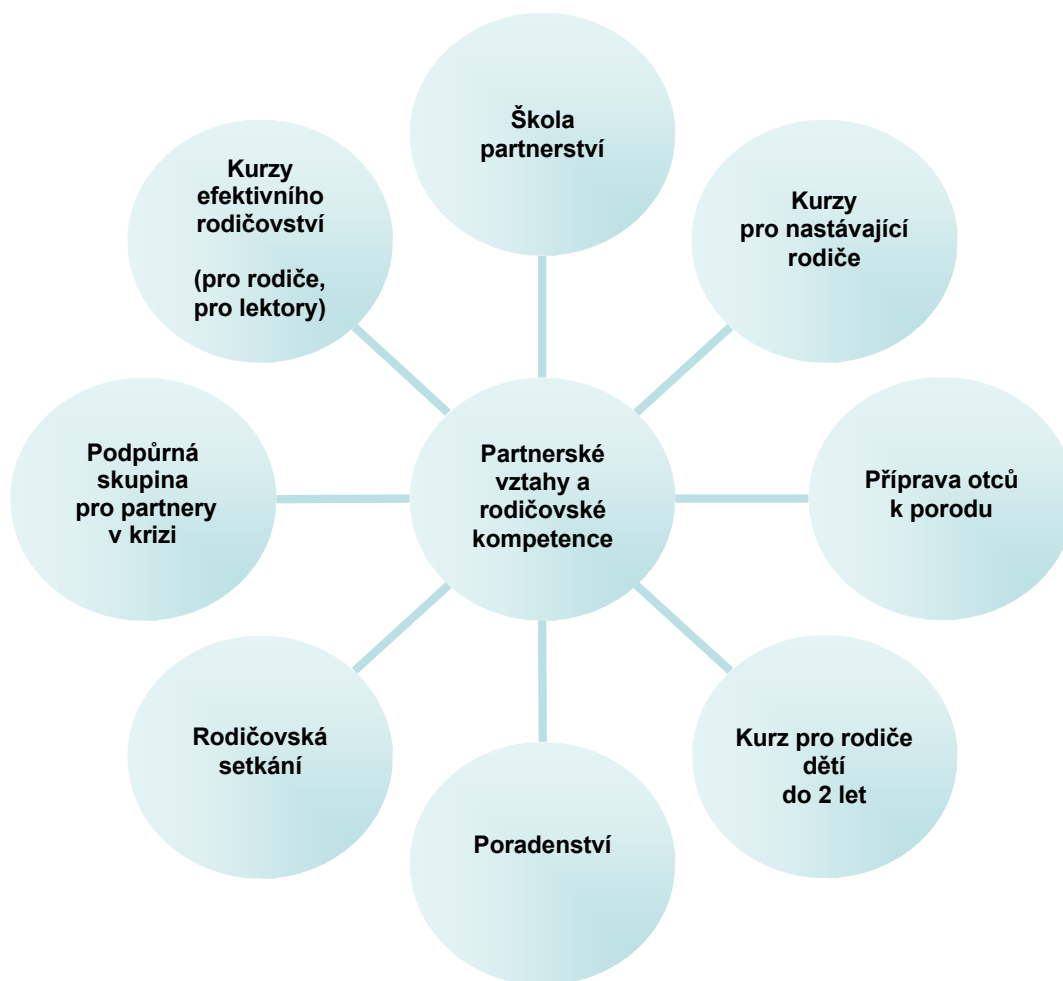 Škola
partnerství
Kurzy
efektivního
rodičovství
(pro rodiče,
pro lektory)
Kurzy
pro nastávající
rodiče
Podpůrná
skupina
pro partnery
v krizi
Partnerské
vztahy a
rodičovské
kompetence
Příprava otců
k porodu
Rodičovská
setkání
Kurz pro rodiče
dětí
do 2 let
Poradenství